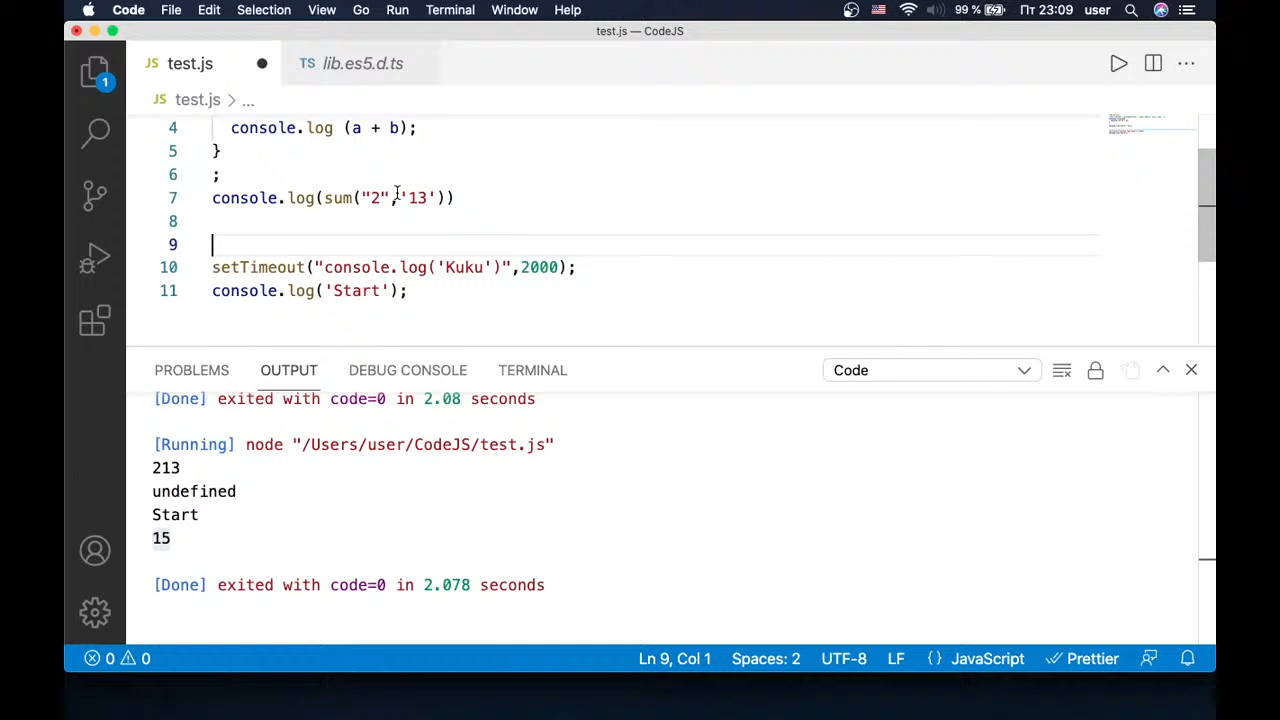 Code File Edit Selection View Go Run Terminal Window Help 99 % Пт 23:09 user
test.js — CodeJS
JS test.js TS lib.es5.d.ts
JS test.js > ...
4 console.log (a + b);
5 }
6 ;
7 console.log(sum("2",'13'))
8
9
10 setTimeout("console.log('Kuku')",2000);
11 console.log('Start');
1
PROBLEMS OUTPUT DEBUG CONSOLE TERMINAL Code
[Done] exited with code=0 in 2.08 seconds
[Running] node "/Users/user/CodeJS/test.js"
213
undefined
Start
15
[Done] exited with code=0 in 2.078 seconds
0 0 Ln 9, Col 1 Spaces: 2 UTF-8 LF {} JavaScript Prettier